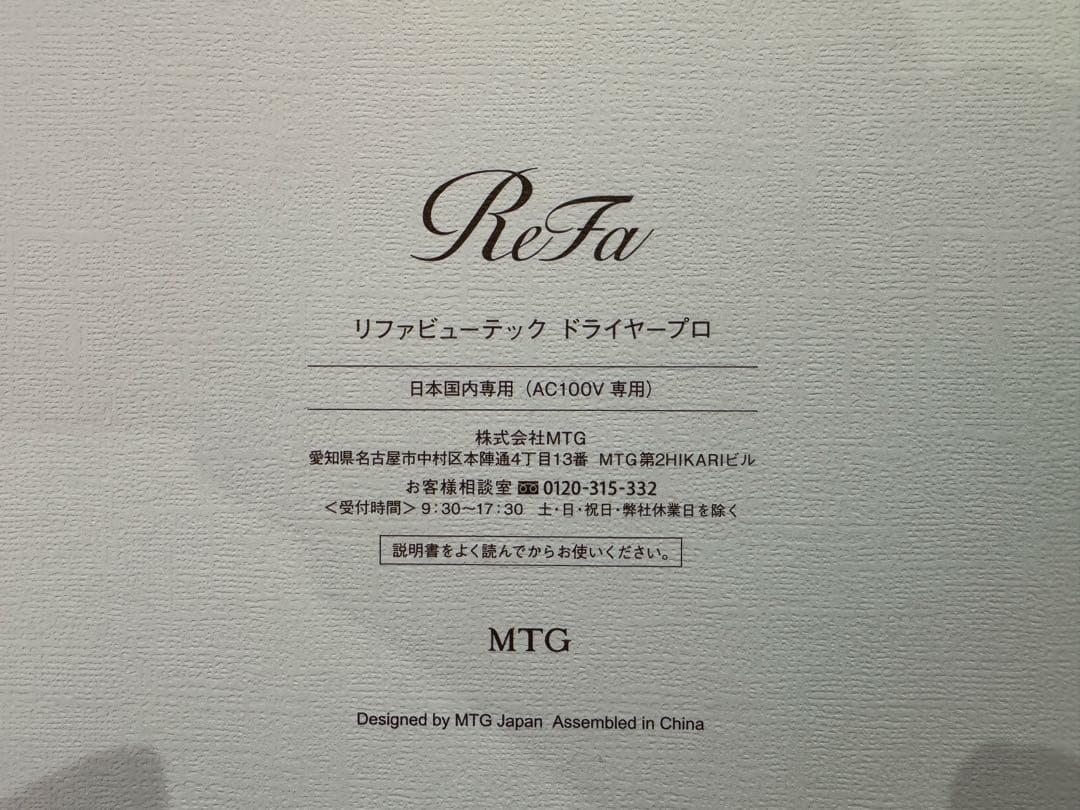 ReFa
リファビューテック ドライヤープロ
日本国内専用（AC100V 専用）
株式会社MTG
愛知県名古屋市中村区本陣通4丁目13番 MTG第2HIKARIビル
お客様相談室 0120-315-332
＜受付時間＞ 9：30～17：30 土・日・祝日・弊社休業日を除く
説明書をよく読んでからお使いください。
MTG
Designed by MTG Japan Assembled in China